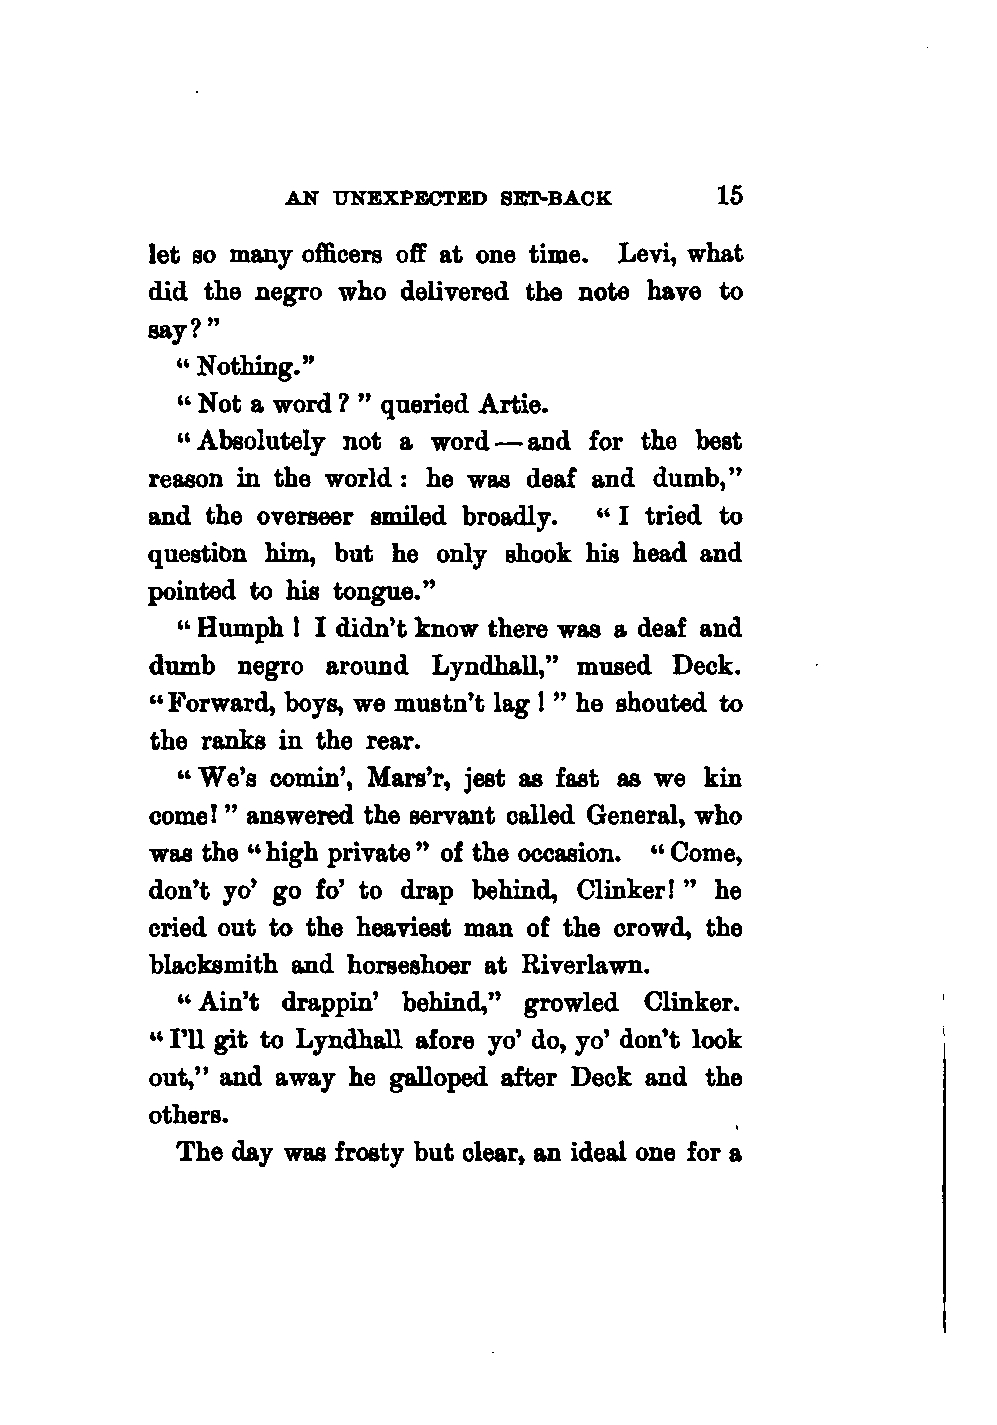 AN UNEXPECTED SET-BACK 15
let so many officers off at one time. Levi, what
did the negro who delivered the note have to
say?"
"Nothing."
"Not a word?" queried Artie.
"Absolutely not a word—and for the best
reason in the world: he was deaf and dumb,"
and the overseer smiled broadly. "I tried to
question him, but he only shook his head and
pointed to his tongue."
"Humph! I didn't know there was a deaf and
dumb negro around Lyndhall," mused Deck.
"Forward, boys, we mustn't lag!" he shouted to
the ranks in the rear.
"We's comin', Mars'r, jest as fast as we kin
come!" answered the servant called General, who
was the "high private" of the occasion. "Come,
don't yo' go fo' to drap behind, Clinker!" he
cried out to the heaviest man of the crowd, the
blacksmith and horseshoer at Riverlawn.
"Ain't drappin' behind," growled Clinker.
"I'll git to Lyndhall afore yo' do, yo' don't look
out," and away he galloped after Deck and the
others.
The day was frosty but clear, an ideal one for a